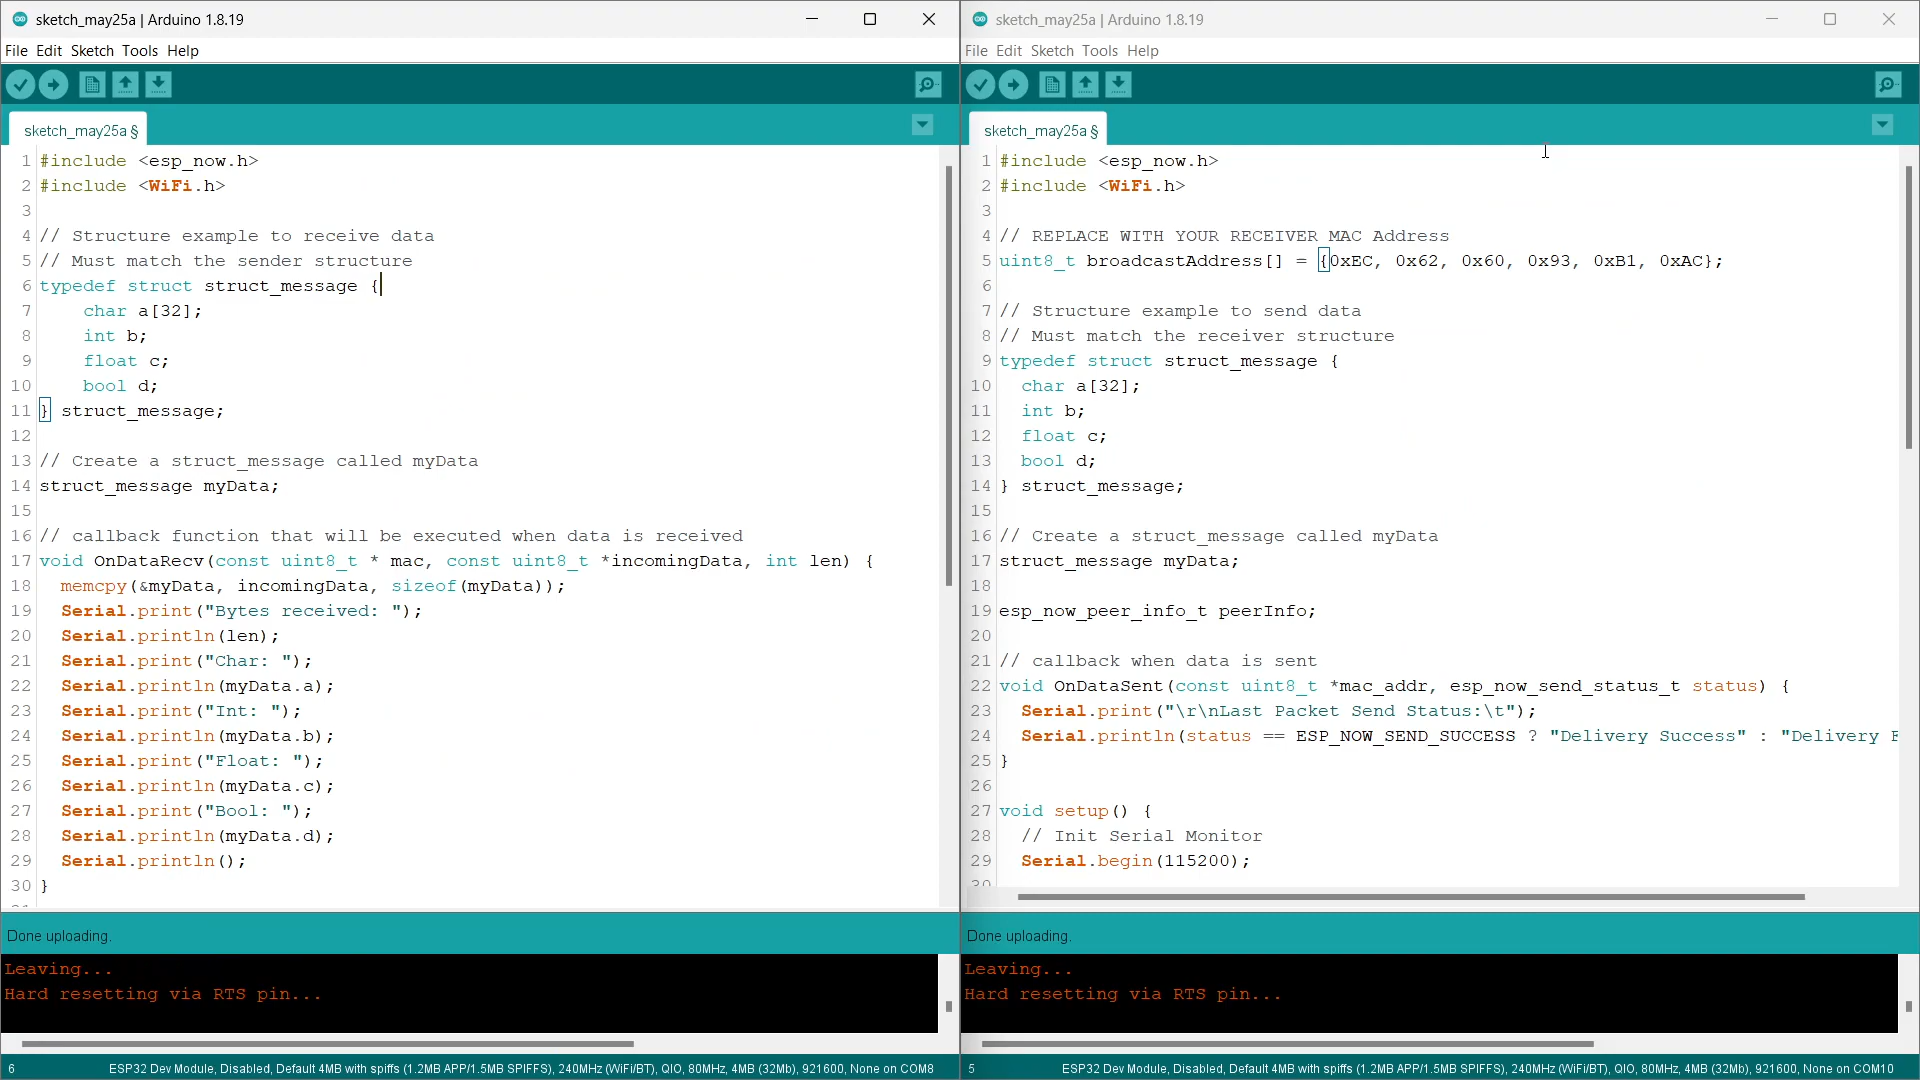 sketch_may25a | Arduino 1.8.19
File Edit Sketch Tools Help
sketch_may25a §
1 #include <esp_now.h>
2 #include <WiFi.h>
3
4 // Structure example to receive data
5 // Must match the sender structure
6 typedef struct struct_message {
7     char a[32];
8     int b;
9     float c;
10     bool d;
11 } struct_message;
12
13 // Create a struct_message called myData
14 struct_message myData;
15
16 // callback function that will be executed when data is received
17 void OnDataRecv(const uint8_t * mac, const uint8_t *incomingData, int len) {
18   memcpy(&myData, incomingData, sizeof(myData));
19   Serial.print("Bytes received: ");
20   Serial.println(len);
21   Serial.print("Char: ");
22   Serial.println(myData.a);
23   Serial.print("Int: ");
24   Serial.println(myData.b);
25   Serial.print("Float: ");
26   Serial.println(myData.c);
27   Serial.print("Bool: ");
28   Serial.println(myData.d);
29   Serial.println();
30 }
Done uploading.
Leaving...
Hard resetting via RTS pin...
6 ESP32 Dev Module, Disabled, Default 4MB with spiffs (1.2MB APP/1.5MB SPIFFS), 240MHz (WiFi/BT), QIO, 80MHz, 4MB (32Mb), 921600, None on COM8
sketch_may25a | Arduino 1.8.19
File Edit Sketch Tools Help
sketch_may25a §
1 #include <esp_now.h>
2 #include <WiFi.h>
3
4 // REPLACE WITH YOUR RECEIVER MAC Address
5 uint8_t broadcastAddress[] = {0xEC, 0x62, 0x60, 0x93, 0xB1, 0xAC};
6
7 // Structure example to send data
8 // Must match the receiver structure
9 typedef struct struct_message {
10   char a[32];
11   int b;
12   float c;
13   bool d;
14 } struct_message;
15
16 // Create a struct_message called myData
17 struct_message myData;
18
19 esp_now_peer_info_t peerInfo;
20
21 // callback when data is sent
22 void OnDataSent(const uint8_t *mac_addr, esp_now_send_status_t status) {
23   Serial.print("\r\nLast Packet Send Status:\t");
24   Serial.println(status == ESP_NOW_SEND_SUCCESS ? "Delivery Success" : "Delivery
25 }
26
27 void setup() {
28   // Init Serial Monitor
29   Serial.begin(115200);
30
Done uploading.
Leaving...
Hard resetting via RTS pin...
5 ESP32 Dev Module, Disabled, Default 4MB with spiffs (1.2MB APP/1.5MB SPIFFS), 240MHz (WiFi/BT), QIO, 80MHz, 4MB (32Mb), 921600, None on COM10